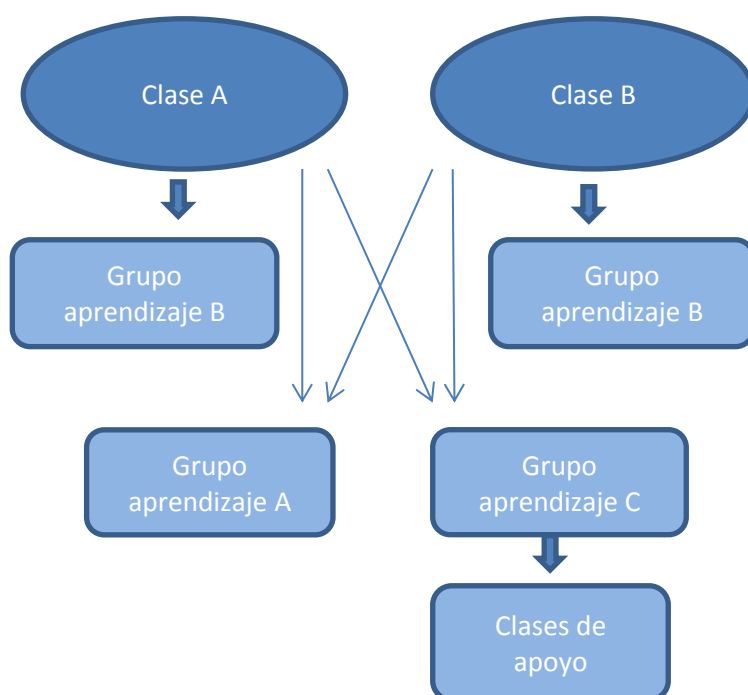 Clase A
Clase B
Grupo
aprendizaje B
Grupo
aprendizaje B
Grupo
aprendizaje A
Grupo
aprendizaje C
Clases de
apoyo